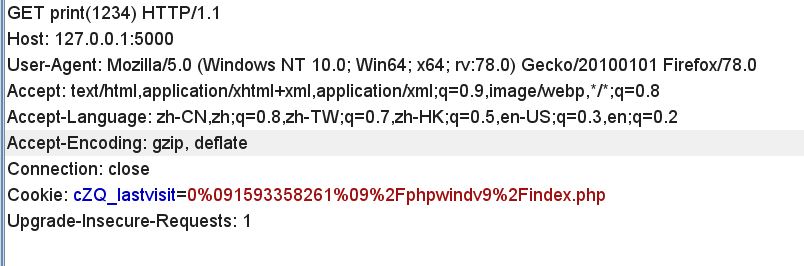 GET print(1234) HTTP/1.1
Host: 127.0.0.1:5000
User-Agent: Mozilla/5.0 (Windows NT 10.0; Win64; x64; rv:78.0) Gecko/20100101 Firefox/78.0
Accept: text/html,application/xhtml+xml,application/xml;q=0.9,image/webp,*/*;q=0.8
Accept-Language: zh-CN,zh;q=0.8,zh-TW;q=0.7,zh-HK;q=0.5,en-US;q=0.3,en;q=0.2
Accept-Encoding: gzip, deflate
Connection: close
Cookie: cZQ_lastvisit=0%091593358261%09%2Fphpwindv9%2Findex.php
Upgrade-Insecure-Requests: 1